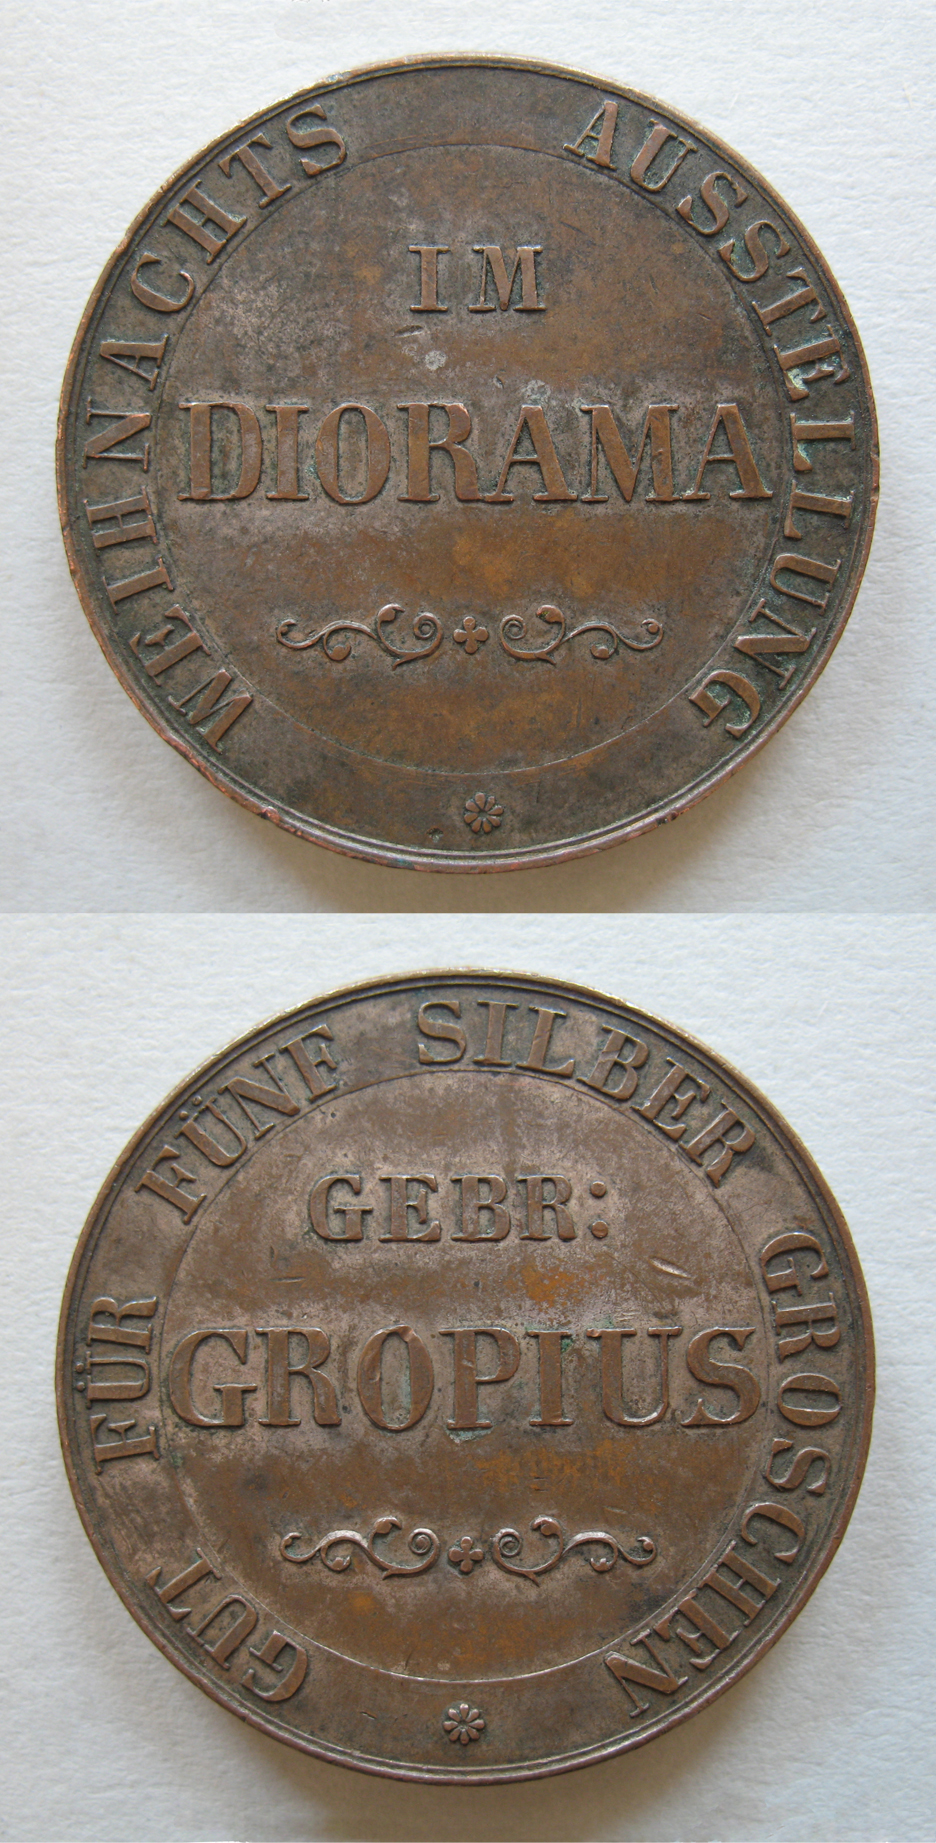 WEIHNACHTS AUSSTELLUNG
IM
DIORAMA
GUT FÜR FÜNF SILBER GROSCHEN
GEBR:
GROPIUS